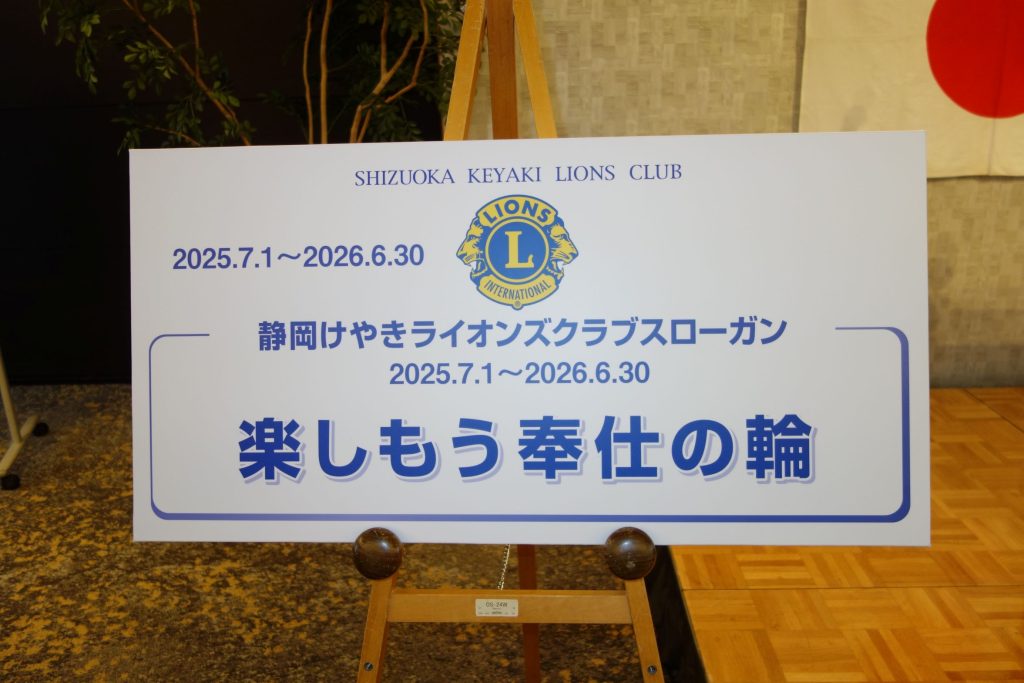 SHIZUOKA KEYAKI LIONS CLUB
LIONS
L
INTERNATIONAL
2025.7.1～2026.6.30
静岡けやきライオンズクラブスローガン
2025.7.1～2026.6.30
楽しもう奉仕の輪
OS 24W